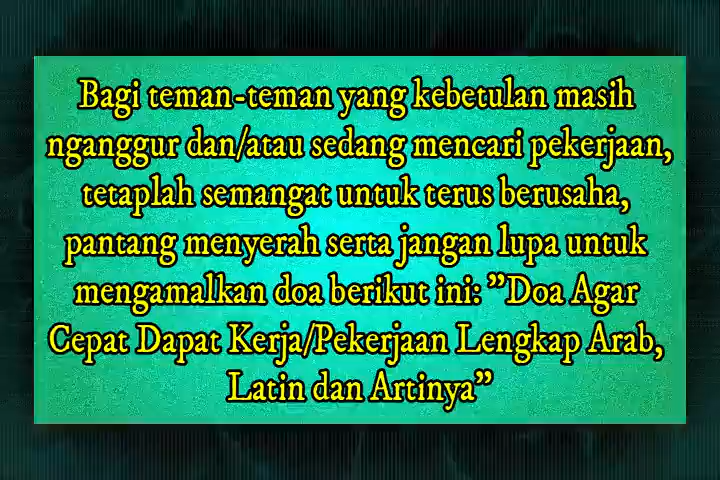 Bagi teman-teman yang kebetulan masih
nganggur dan/atau sedang mencari pekerjaan,
tetaplah semangat untuk terus berusaha,
pantang menyerah serta jangan lupa untuk
mengamalkan doa berikut ini: "Doa Agar
Cepat Dapat Kerja/Pekerjaan Lengkap Arab,
Latin dan Artinya"